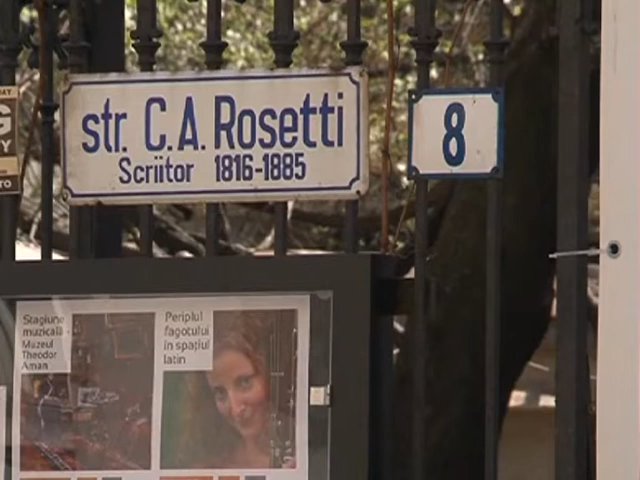 str. C.A. Rosetti
Scriitor 1816-1885
8
Stagiune
muzicală -
Muzeul
Theodor
Aman
Periplul
fagotului
în spațiul
latin